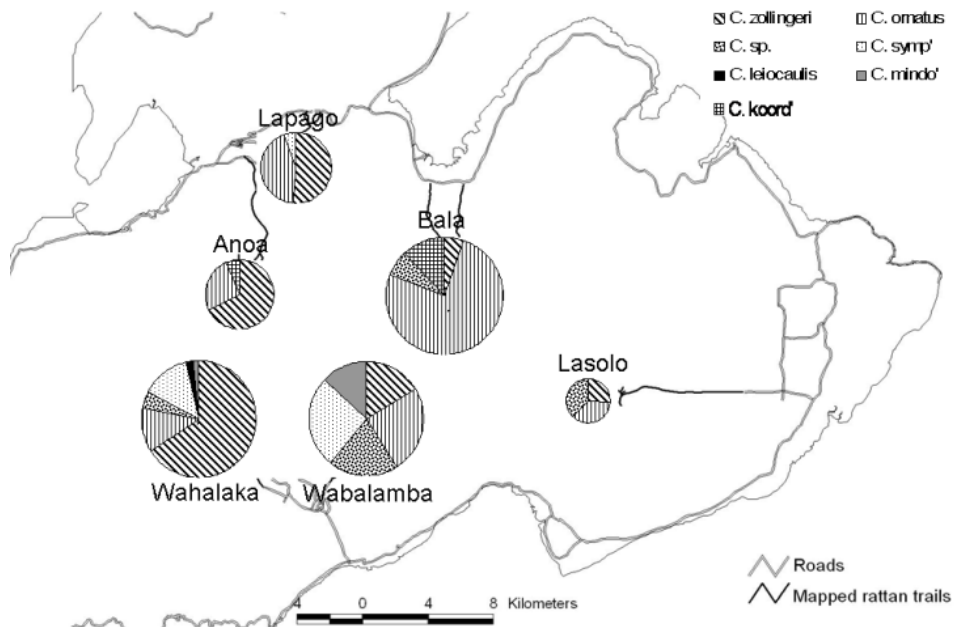 C. zollingeri
C. ornatus
C. sp.
C. symp'
C. leiocaulis
C. mindo'
C. koord'
Lapago
Bala
Anoa
Lasolo
Wahalaka
Wabalamba
Roads
Mapped rattan trails
4 0 4 8 Kilometers